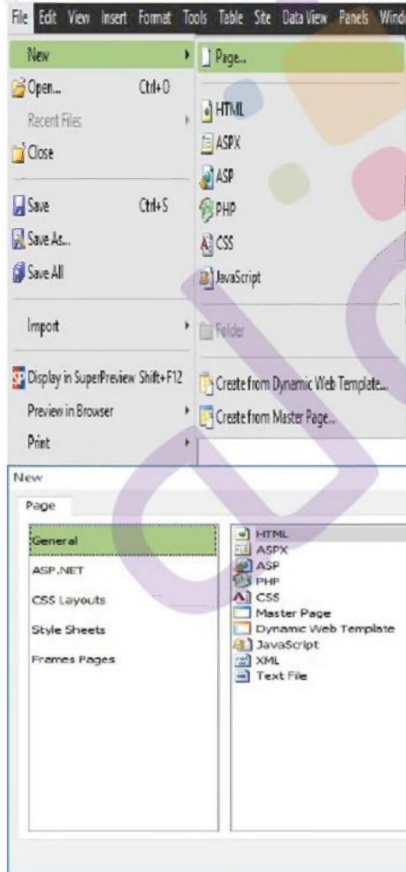 File Edit View Insert Format Tools Table Site Data View Panels
New
Open... Ctrl+O
Recent Files
Close
Save Ctrl+S
Save As...
Save All
Import
Display in SuperPreview Shift+F12
Preview in Browser
Print
Page...
HTML
ASPX
ASP
PHP
CSS
JavaScript
Folder
Create from Dynamic Web Template...
Create from Master Page...
New
Page
General
ASP.NET
CSS Layouts
Style Sheets
Frames Pages
HTML
ASPX
ASP
PHP
CSS
Master Page
Dynamic Web Template
JavaScript
XML
Text File